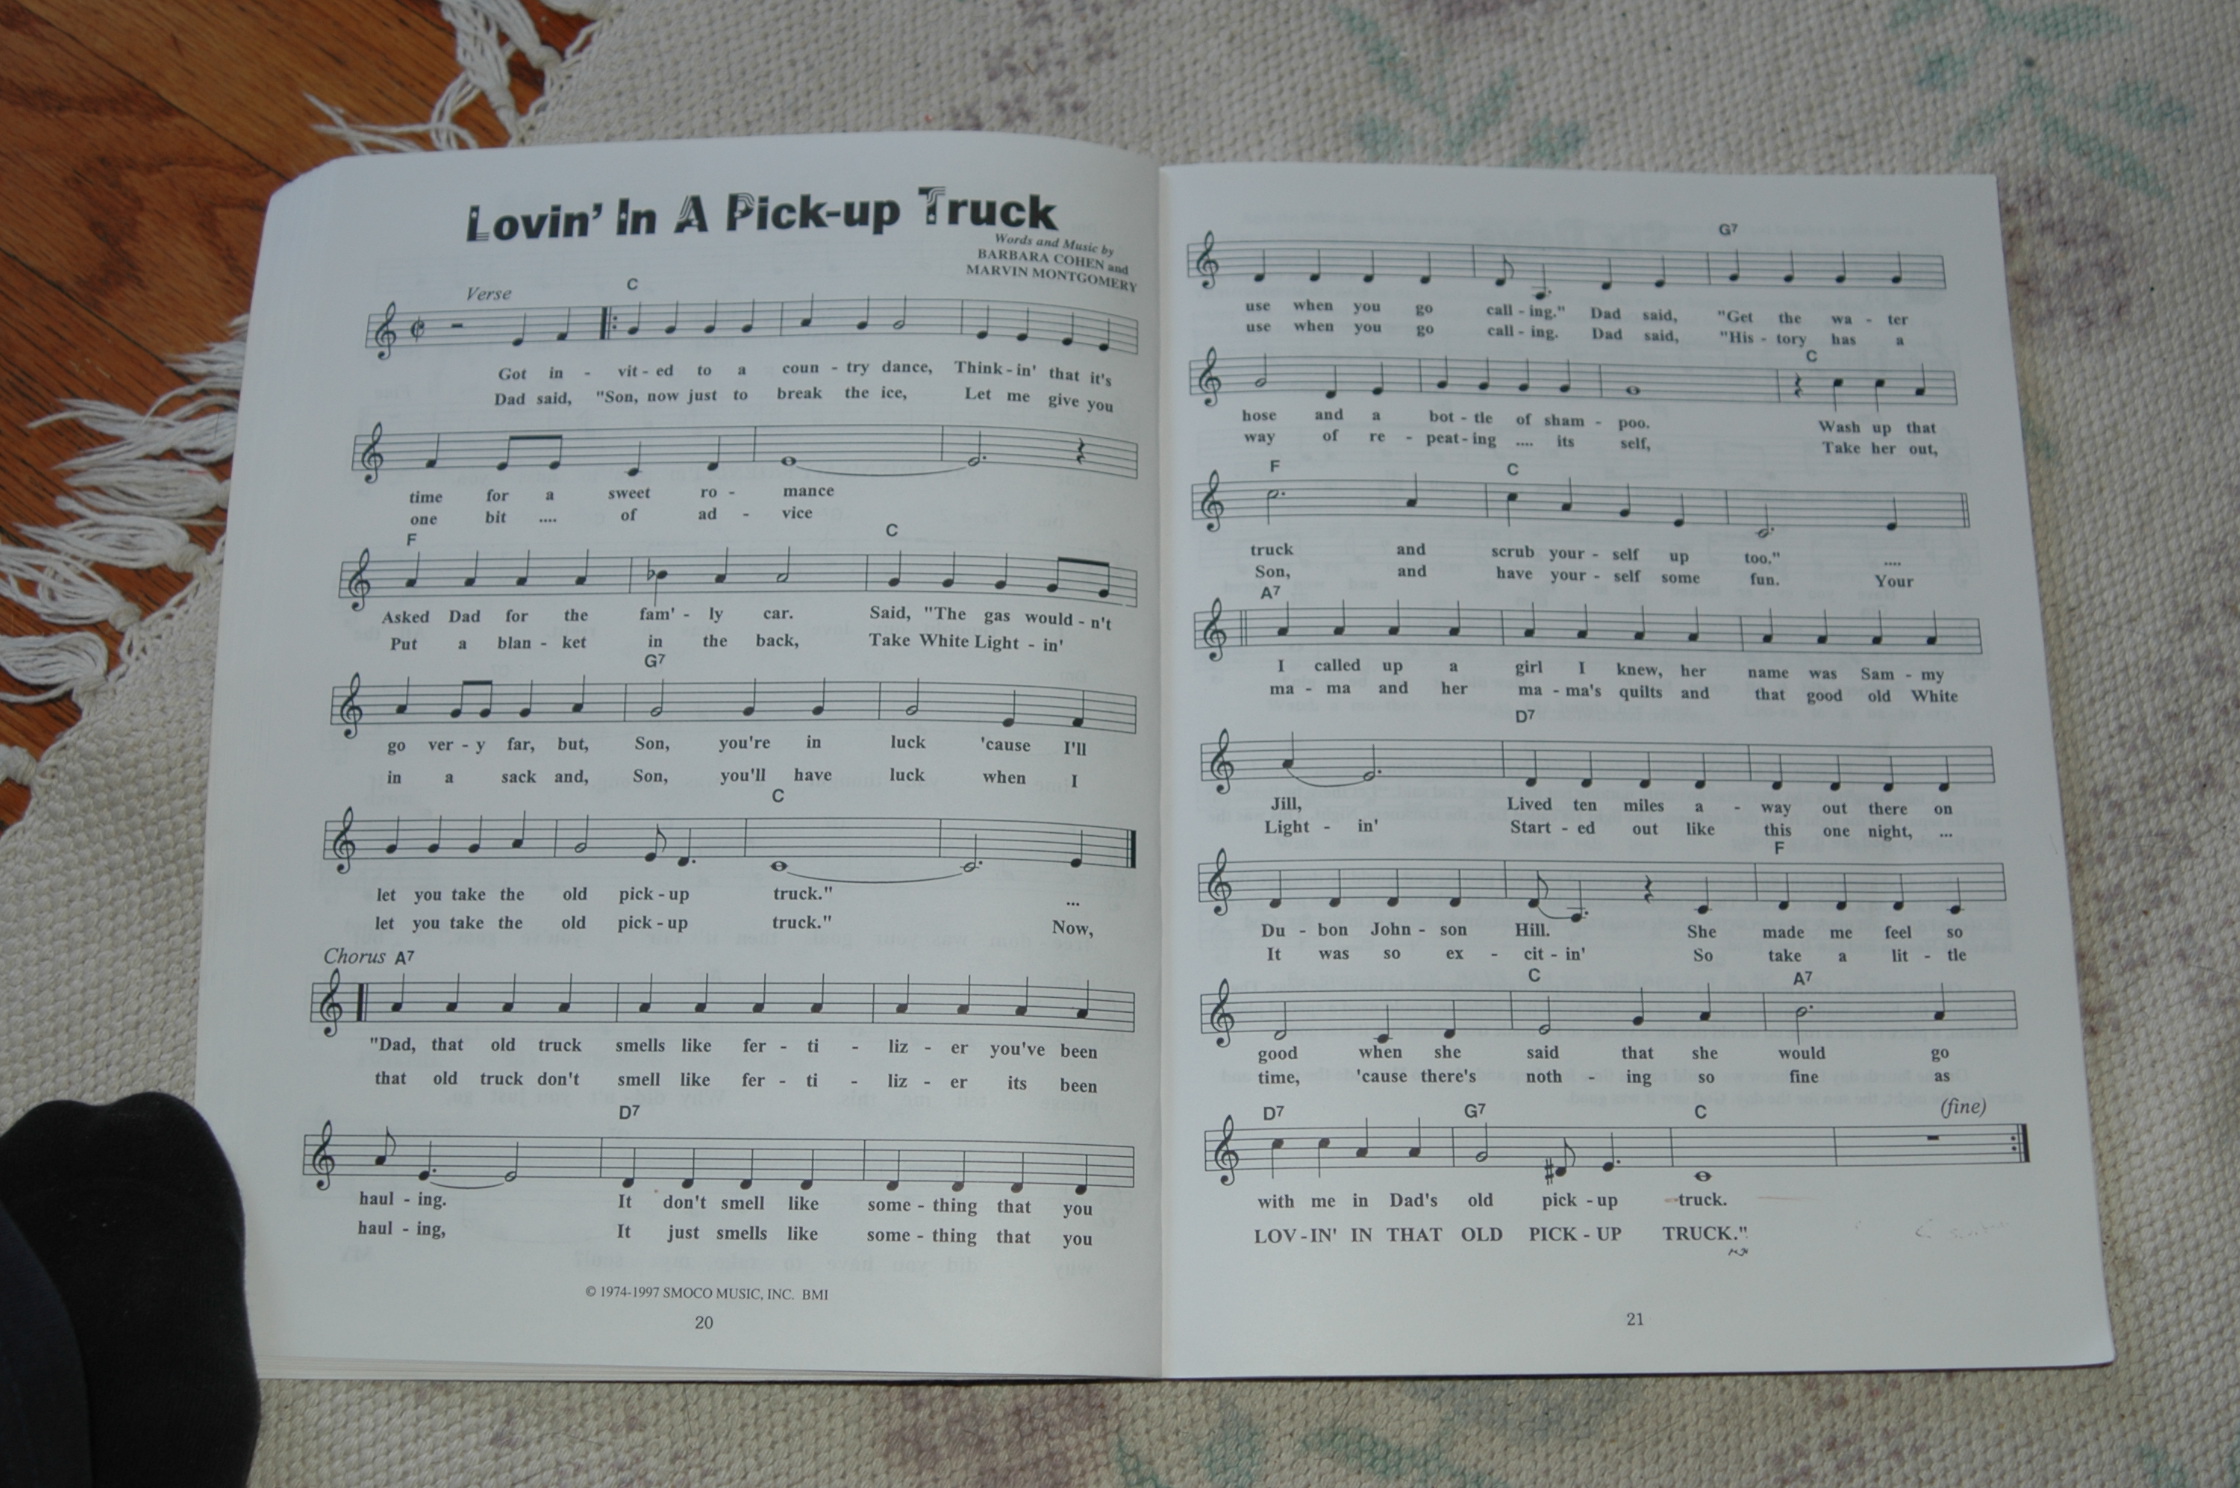 Lovin' In A Pick-up Truck
Words and Music by
BARBARA COHEN and
MARVIN MONTGOMERY
Verse
C
Got in - vit - ed to a coun - try dance, Think - in' that it's
Dad said, "Son, now just to break the ice, Let me give you
time for a sweet ro - mance
one bit .... of ad - vice
F C
Asked Dad for the fam' - ly car. Said, "The gas would - n't
Put a blan - ket in the back, Take White Light - in'
G7
go ver - y far, but, Son, you're in luck 'cause I'll
in a sack and, Son, you'll have luck when I
C
let you take the old pick - up truck." ...
let you take the old pick - up truck." Now,
Chorus A7
"Dad, that old truck smells like fer - ti - liz - er you've been
that old truck don't smell like fer - ti - liz - er its been
D7
haul - ing. It don't smell like some - thing that you
haul - ing, It just smells like some - thing that you
© 1974-1997 SMOCO MUSIC, INC. BMI
20
G7
use when you go call - ing." Dad said, "Get the wa - ter
use when you go call - ing. Dad said, "His - tory has a
C
hose and a bot - tle of sham - poo. Wash up that
way of re - peat - ing .... its self, Take her out,
F C
truck and scrub your - self up too." ....
Son, and have your - self some fun. Your
A7
I called up a girl I knew, her name was Sam - my
ma - ma and her ma - ma's quilts and that good old White
D7
Jill, Lived ten miles a - way out there on
Light - in' Start - ed out like this one night, ...
F
Du - bon John - son Hill. She made me feel so
It was so ex - cit - in' So take a lit - tle
C A7
good when she said that she would go
time, 'cause there's noth - ing so fine as
D7 G7 C (fine)
with me in Dad's old pick - up truck.
LOV - IN' IN THAT OLD PICK - UP TRUCK."
21